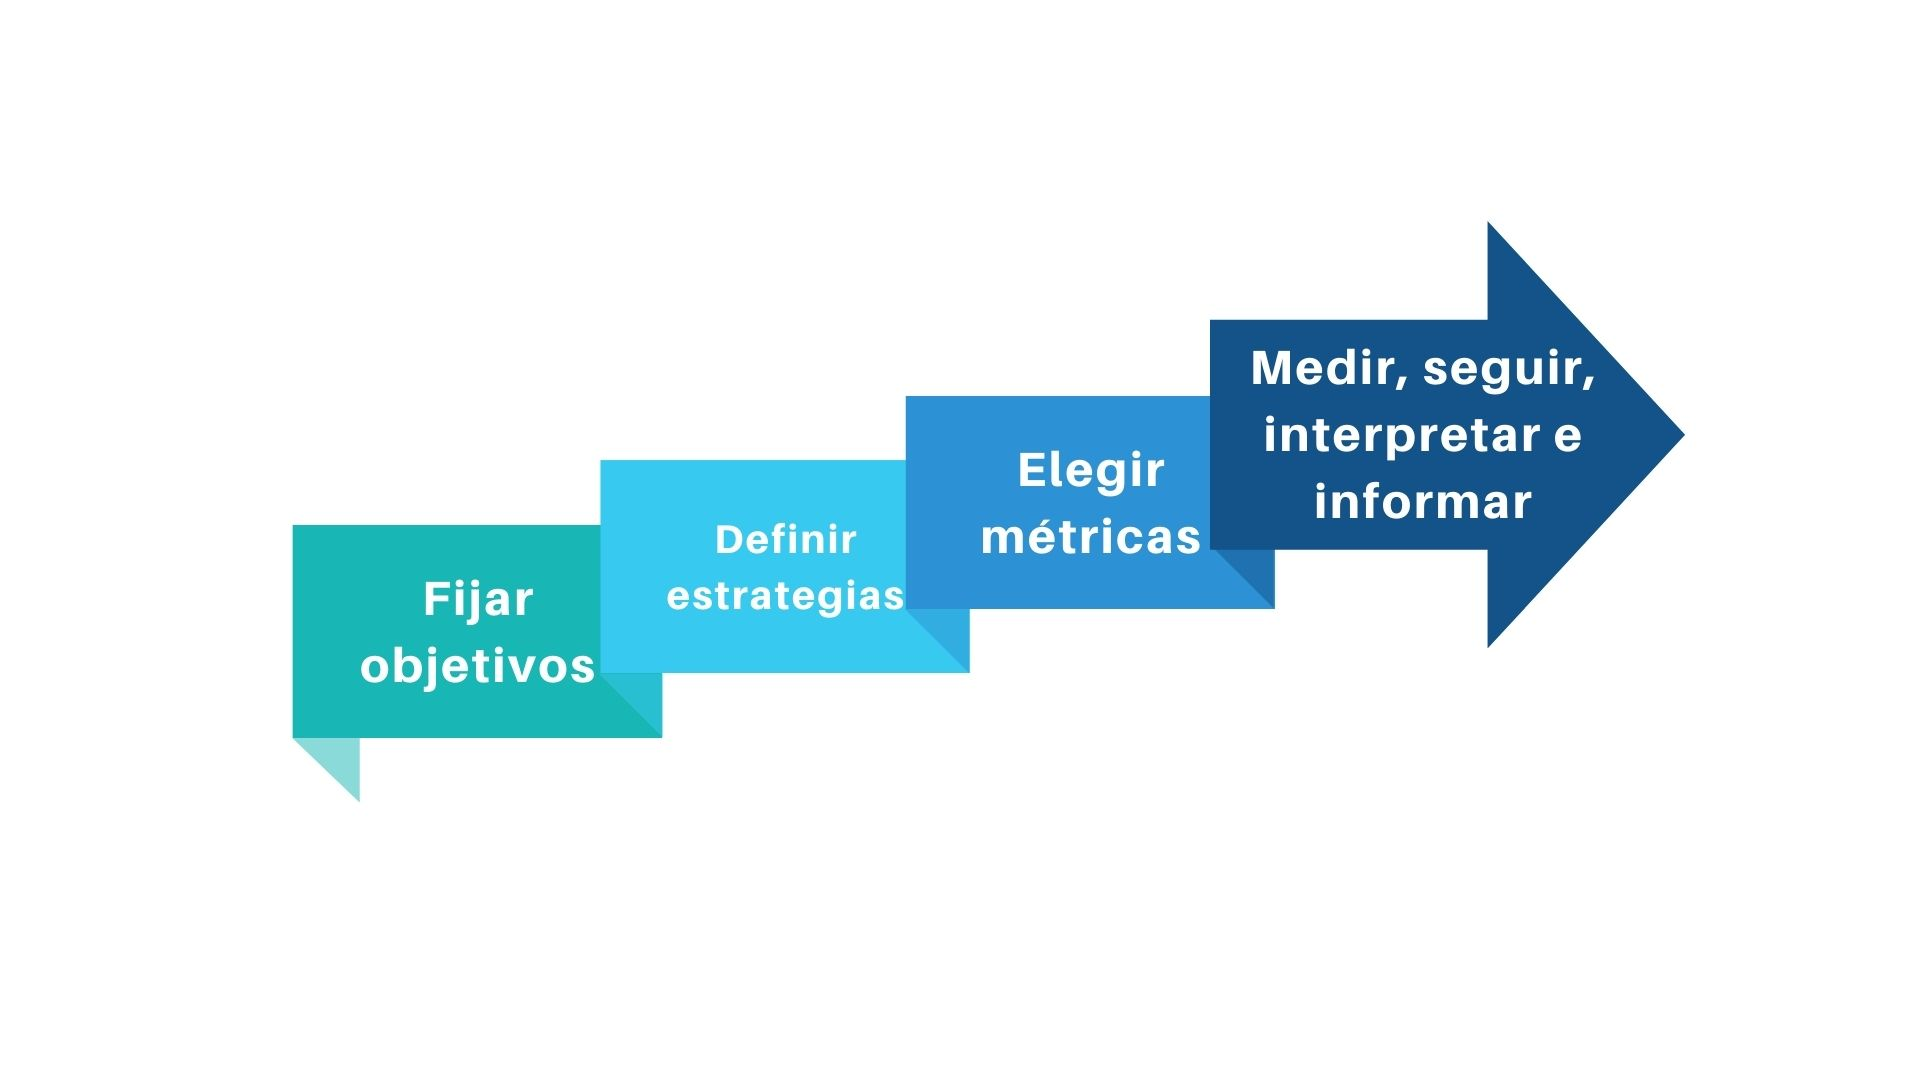 Fijar
objetivos
Definir
estrategias
Elegir
métricas
Medir, seguir,
interpretar e
informar